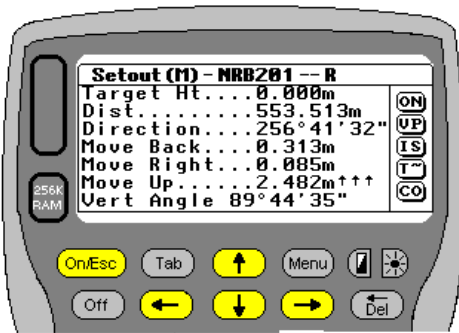 Setout (M) - NRB201 -- R
Target Ht....0.000m
Dist.........553.513m
Direction....256°41'32"
Move Back....0.313m
Move Right...0.085m
Move Up......2.482m↑↑↑
Vert Angle 89°44'35"
ON
UP
IS
T~
CO
256K
RAM
On/Esc
Tab
Menu
Off
Del